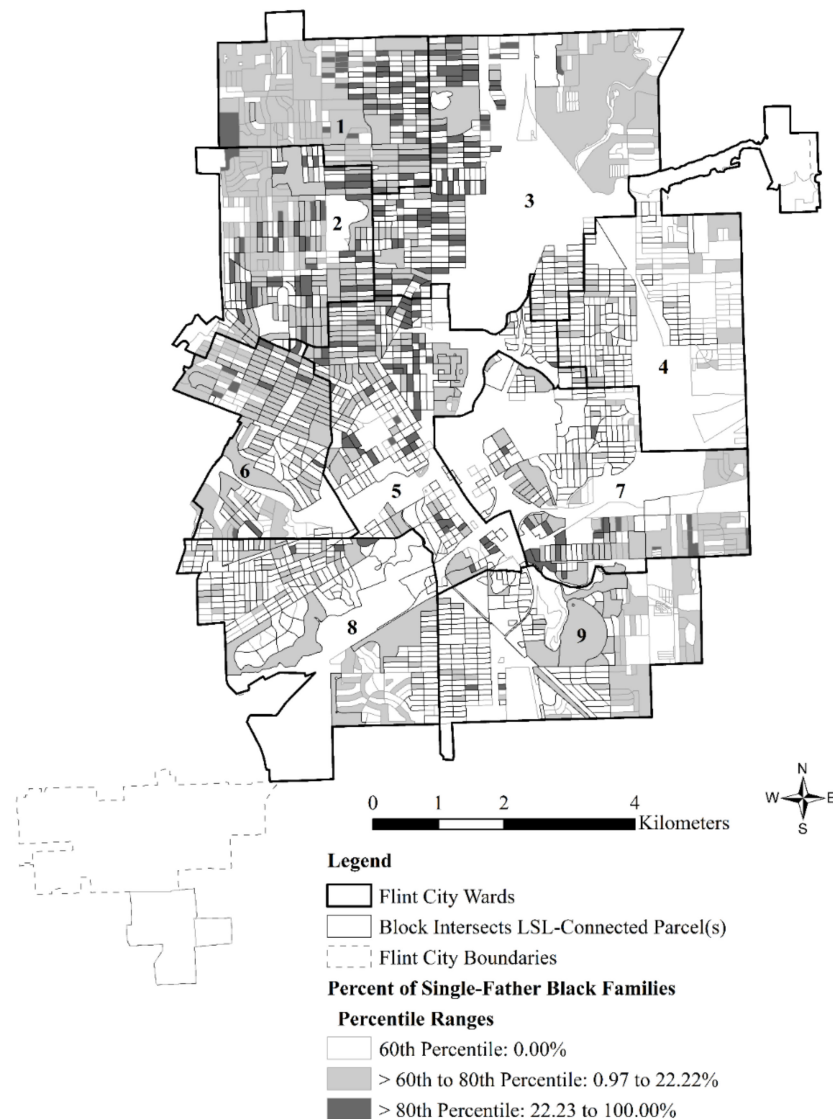 1
2
3
4
6
5
7
8
9
N
W E
S
0 1 2 4
Kilometers
Legend
Flint City Wards
Block Intersects LSL-Connected Parcel(s)
Flint City Boundaries
Percent of Single-Father Black Families
Percentile Ranges
60th Percentile: 0.00%
> 60th to 80th Percentile: 0.97 to 22.22%
> 80th Percentile: 22.23 to 100.00%